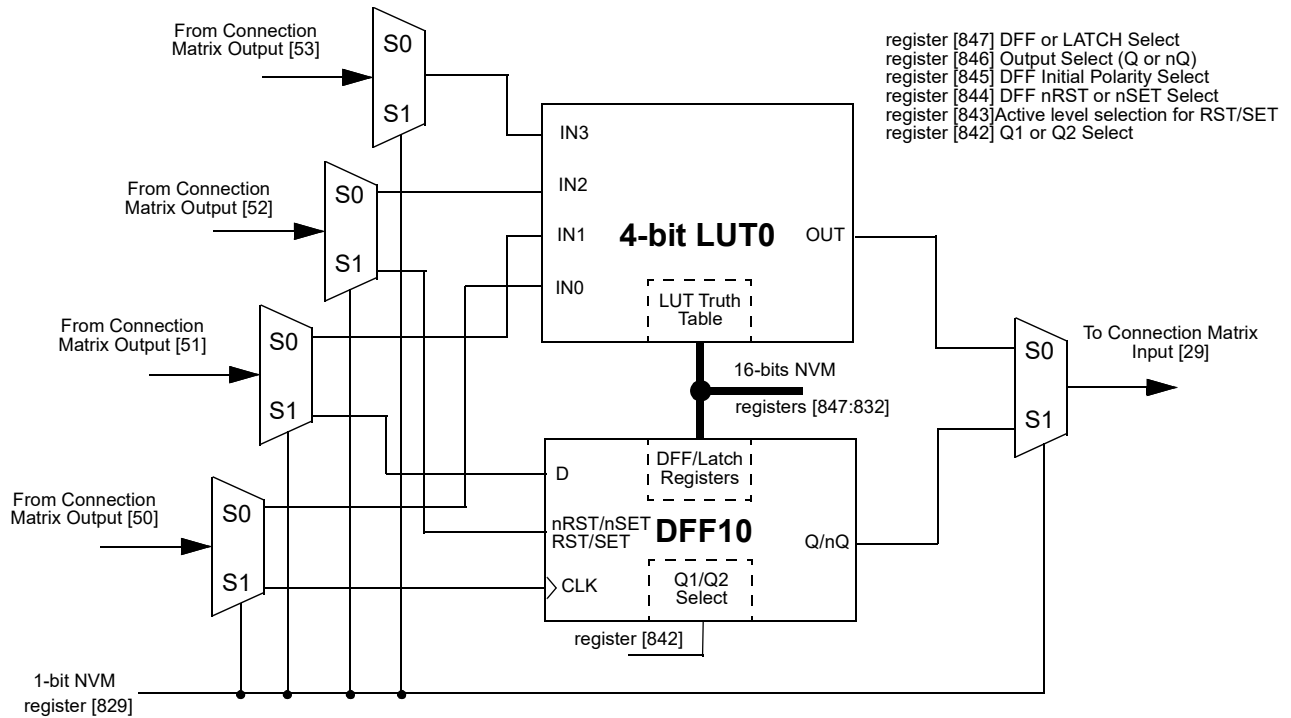 From Connection
Matrix Output [53]
S0
S1
register [847] DFF or LATCH Select
register [846] Output Select (Q or nQ)
register [845] DFF Initial Polarity Select
register [844] DFF nRST or nSET Select
register [843]Active level selection for RST/SET
register [842] Q1 or Q2 Select
From Connection
Matrix Output [52]
S0
S1
IN3
IN2
IN1
IN0
4-bit LUT0
OUT
LUT Truth
Table
From Connection
Matrix Output [51]
S0
S1
16-bits NVM
registers [847:832]
To Connection Matrix
Input [29]
S0
S1
From Connection
Matrix Output [50]
S0
S1
D
nRST/nSET
RST/SET
CLK
DFF/Latch
Registers
DFF10
Q/nQ
Q1/Q2
Select
register [842]
1-bit NVM
register [829]